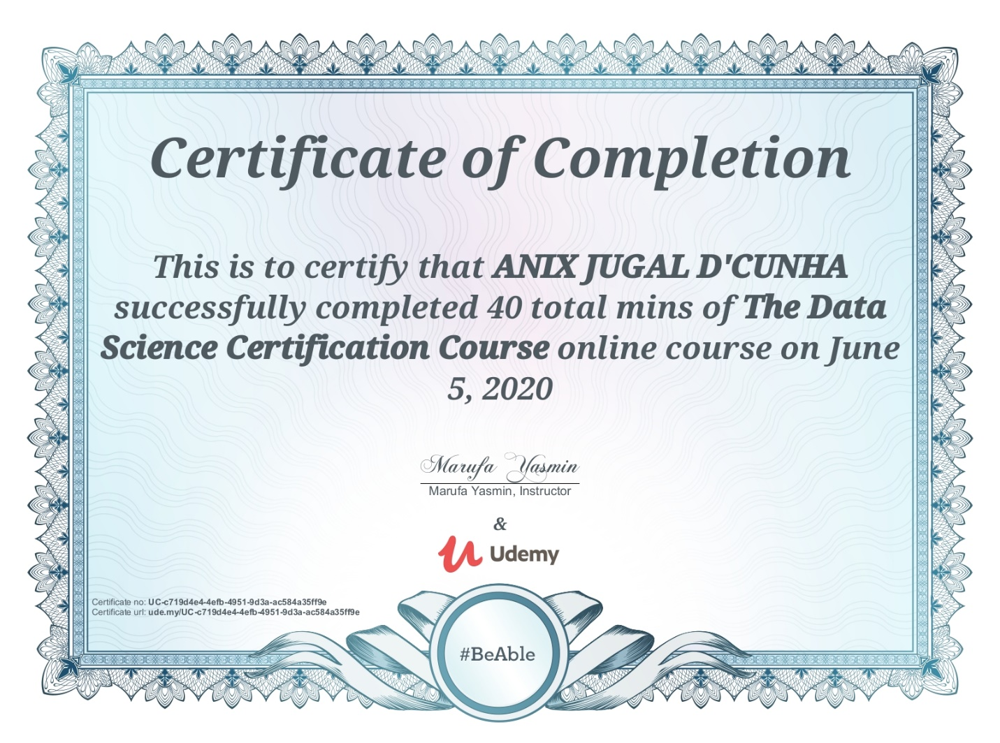 Certificate of Completion
This is to certify that ANIX JUGAL D'CUNHA
successfully completed 40 total mins of The Data
Science Certification Course online course on June
5, 2020
Marufa Yasmin
Marufa Yasmin, Instructor
&
Udemy
Certificate no: UC-c719d4e4-4efb-4951-9d3a-ac584a35ff9e
Certificate url: ude.my/UC-c719d4e4-4efb-4951-9d3a-ac584a35ff9e
#BeAble